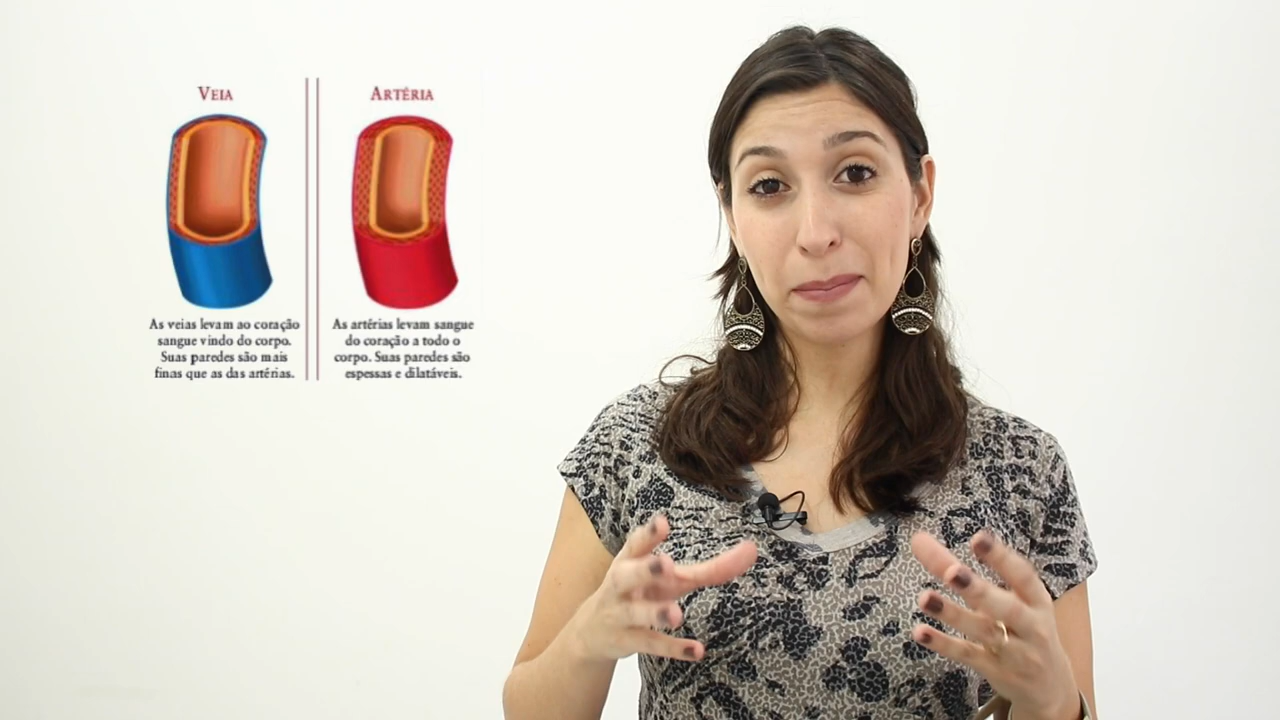 VEIA
As veias levam ao coração
sangue vindo do corpo.
Suas paredes são mais
finas que as das artérias.
ARTÉRIA
As artérias levam sangue
do coração a todo o
corpo. Suas paredes são
espessas e dilatáveis.